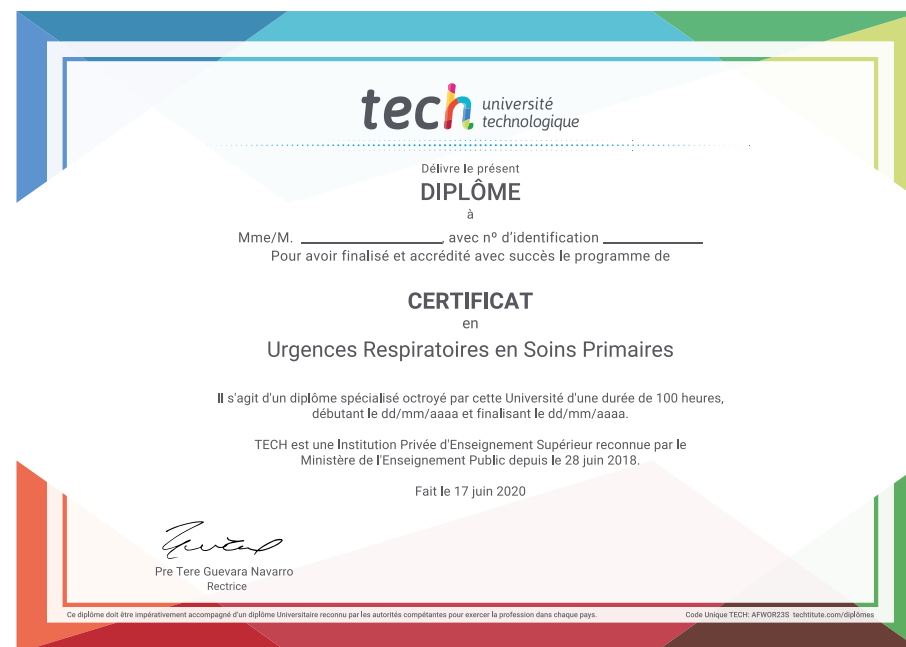 tech université
technologique
Délivre le présent
DIPLÔME
à
Mme/M. ____________________, avec nº d'identification ______________
Pour avoir finalisé et accrédité avec succès le programme de
CERTIFICAT
en
Urgences Respiratoires en Soins Primaires
Il s'agit d'un diplôme spécialisé octroyé par cette Université d'une durée de 100 heures,
débutant le dd/mm/aaaa et finalisant le dd/mm/aaaa.
TECH est une Institution Privée d'Enseignement Supérieur reconnue par le
Ministère de l'Enseignement Public depuis le 28 juin 2018.
Fait le 17 juin 2020
Pre Tere Guevara Navarro
Rectrice
Ce diplôme doit être impérativement accompagné d'un diplôme Universitaire reconnu par les autorités compétentes pour exercer la profession dans chaque pays.
Code Unique TECH: AFWOR23S techtitute.com/diplômes